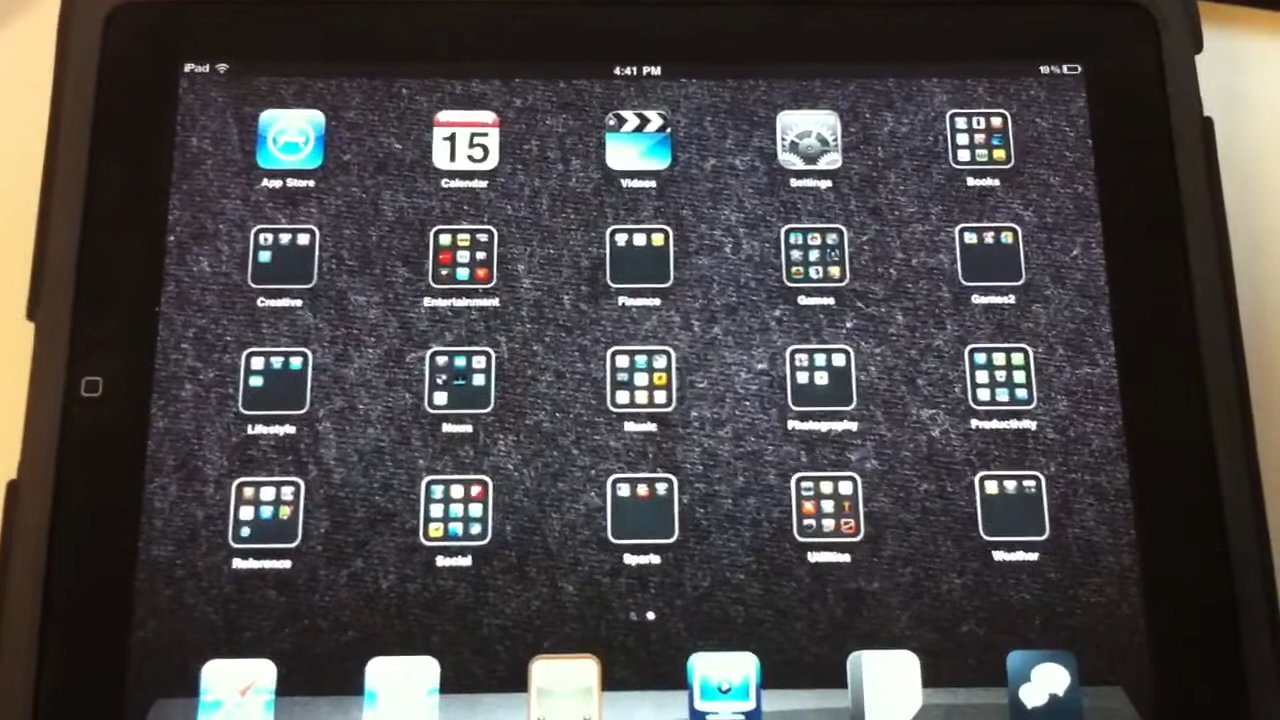 iPad 4:41 PM 19%
15
App Store Calendar Videos Settings Books
Creative Entertainment Finance Games Games2
Lifestyle News Music Photography Productivity
Reference Social Sports Utilities Weather